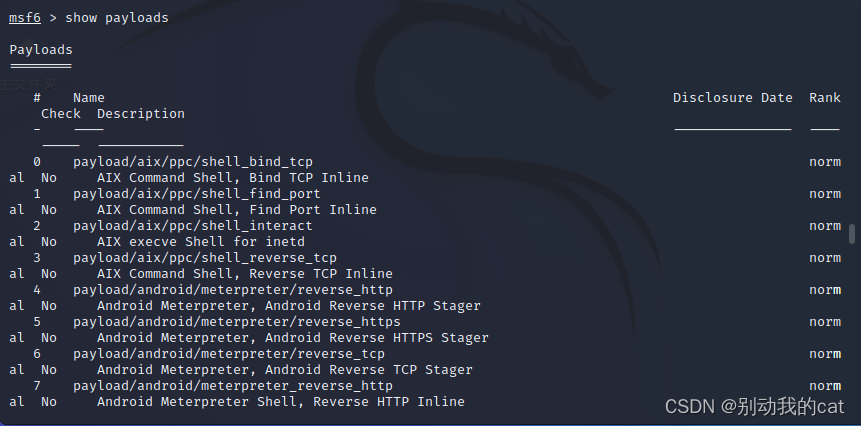 msf6 > show payloads
Payloads
========
# Name Disclosure Date Rank
Check Description
- ---- --------------- ----
----- -----------
0 payload/aix/ppc/shell_bind_tcp norm
al No AIX Command Shell, Bind TCP Inline
1 payload/aix/ppc/shell_find_port norm
al No AIX Command Shell, Find Port Inline
2 payload/aix/ppc/shell_interact norm
al No AIX execve Shell for inetd
3 payload/aix/ppc/shell_reverse_tcp norm
al No AIX Command Shell, Reverse TCP Inline
4 payload/android/meterpreter/reverse_http norm
al No Android Meterpreter, Android Reverse HTTP Stager
5 payload/android/meterpreter/reverse_https norm
al No Android Meterpreter, Android Reverse HTTPS Stager
6 payload/android/meterpreter/reverse_tcp norm
al No Android Meterpreter, Android Reverse TCP Stager
7 payload/android/meterpreter_reverse_http norm
al No Android Meterpreter Shell, Reverse HTTP Inline
CSDN @别动我的cat